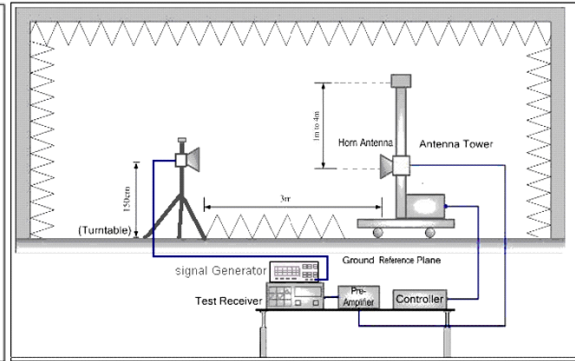 1m to 4m
Horn Antenna
Antenna Tower
150cm
3m
(Turntable)
Ground Reference Plane
signal Generator
Test Receiver
Pre-
Amplifier
Controller